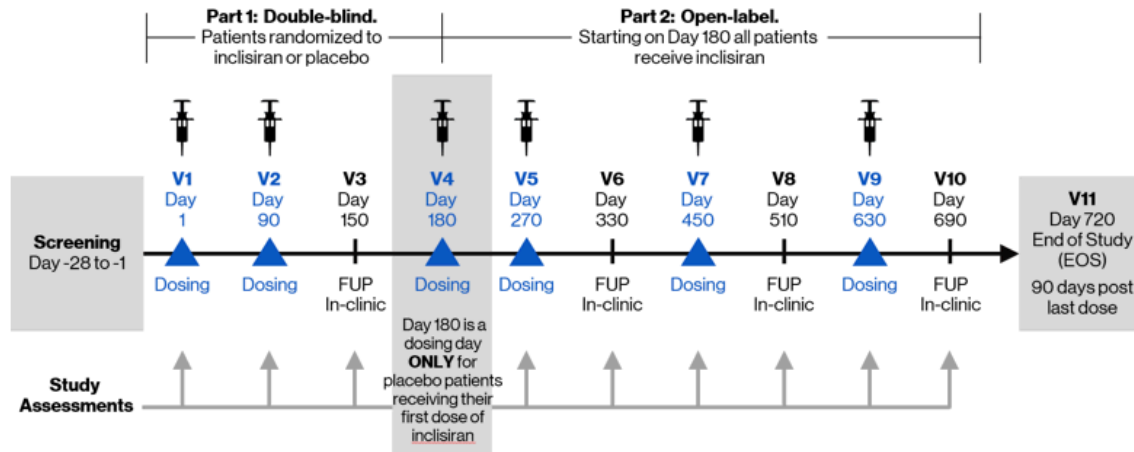 Part 1: Double-blind.
Patients randomized to
inclisiran or placebo
Part 2: Open-label.
Starting on Day 180 all patients
receive inclisiran
Screening
Day -28 to -1
V1
Day
1
Dosing
V2
Day
90
Dosing
V3
Day
150
FUP
In-clinic
V4
Day
180
Dosing
Day 180 is a
dosing day
ONLY for
placebo patients
receiving their
first dose of
inclisiran
V5
Day
270
Dosing
V6
Day
330
FUP
In-clinic
V7
Day
450
Dosing
V8
Day
510
FUP
In-clinic
V9
Day
630
Dosing
V10
Day
690
FUP
In-clinic
V11
Day 720
End of Study
(EOS)
90 days post
last dose
Study
Assessments